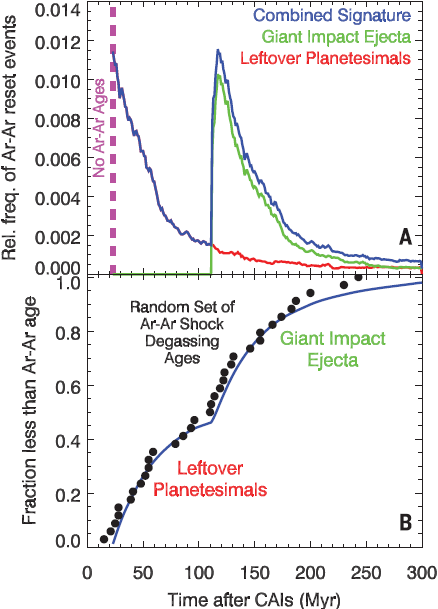 Combined Signature
Giant Impact Ejecta
Leftover Planetesimals
No Ar-Ar Ages
Rel. freq. of Ar-Ar reset events
0.014
0.012
0.010
0.008
0.006
0.004
0.002
0.000
A
1.0
0.8
0.6
0.4
0.2
0.0
Fraction less than Ar-Ar age
Random Set of
Ar-Ar Shock
Degassing
Ages
Giant Impact
Ejecta
Leftover
Planetesimals
B
0 50 100 150 200 250 300
Time after CAIs (Myr)